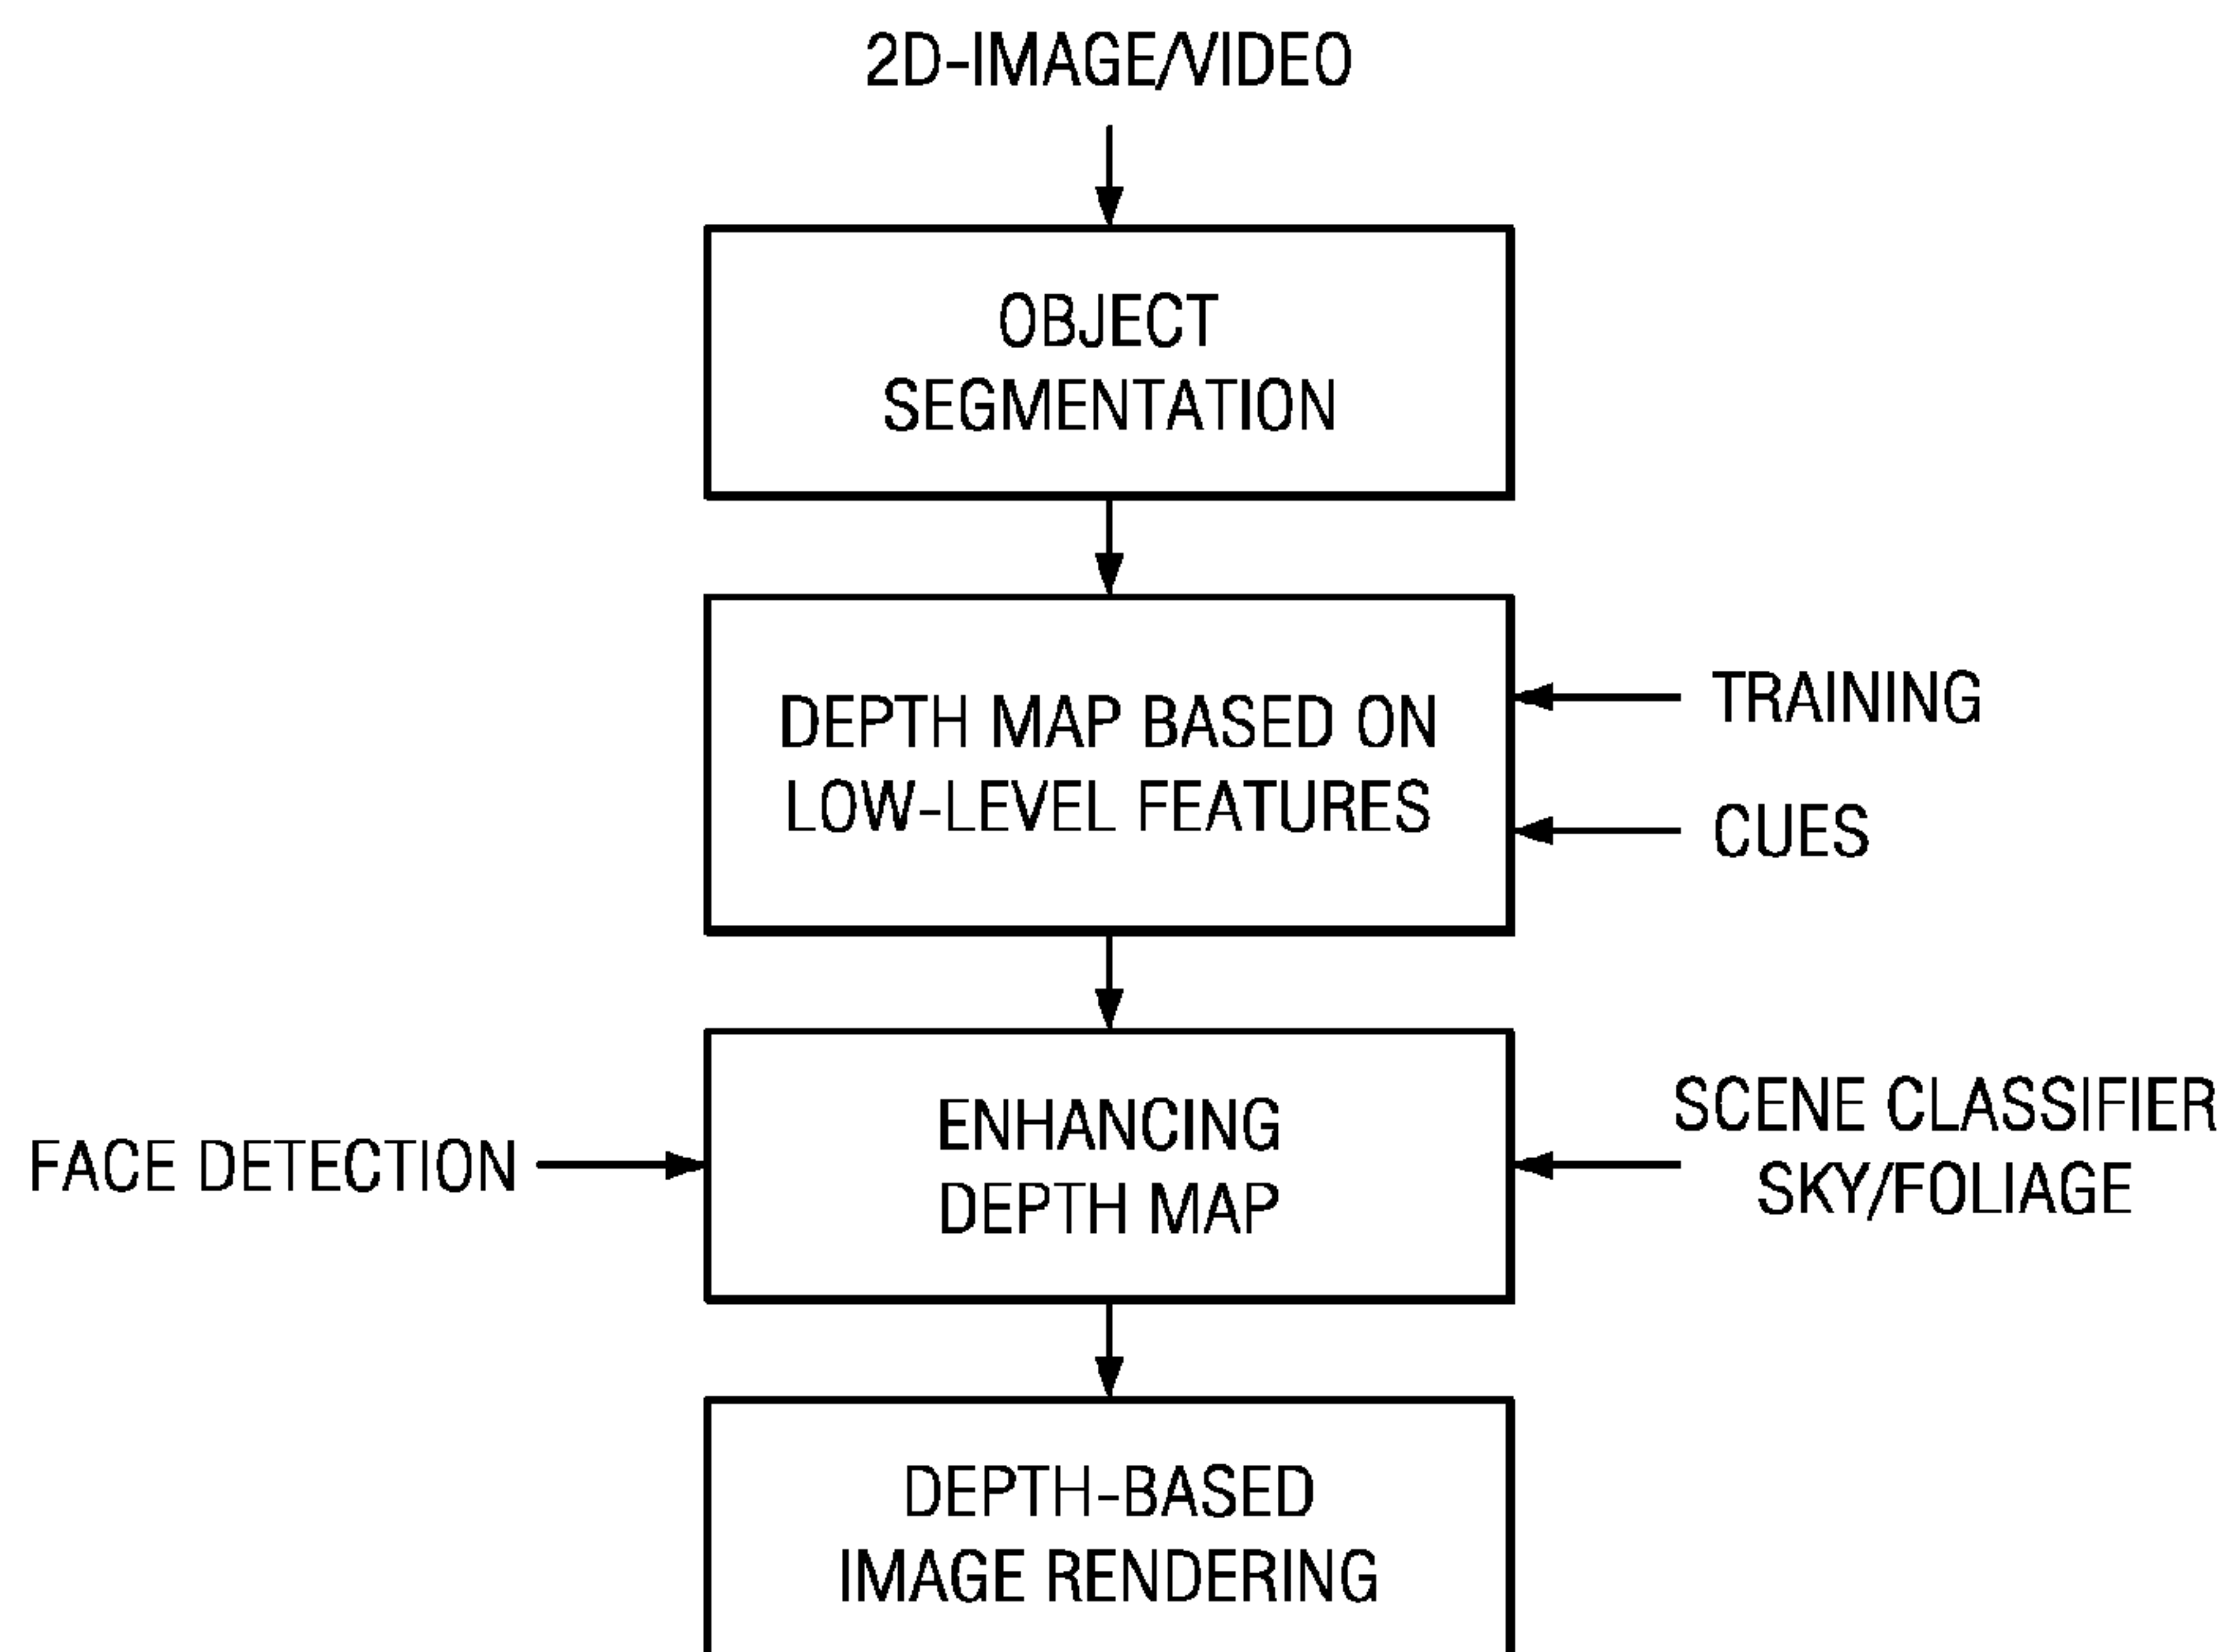 2D-IMAGE/VIDEO
OBJECT
SEGMENTATION
DEPTH MAP BASED ON
LOW-LEVEL FEATURES
TRAINING
CUES
FACE DETECTION
ENHANCING
DEPTH MAP
SCENE CLASSIFIER
SKY/FOLIAGE
DEPTH-BASED
IMAGE RENDERING